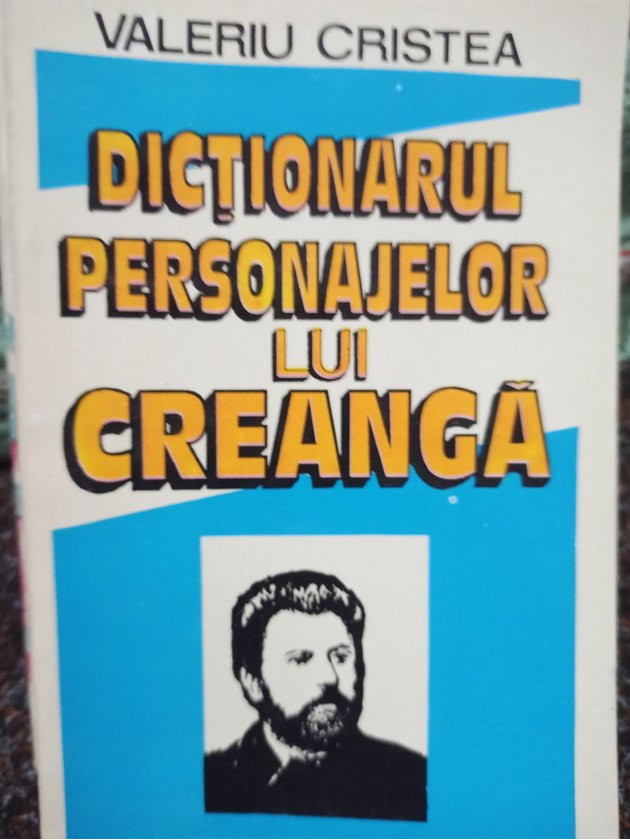 VALERIU CRISTEA
DICȚIONARUL
PERSONAJELOR
LUI
CREANGĂ